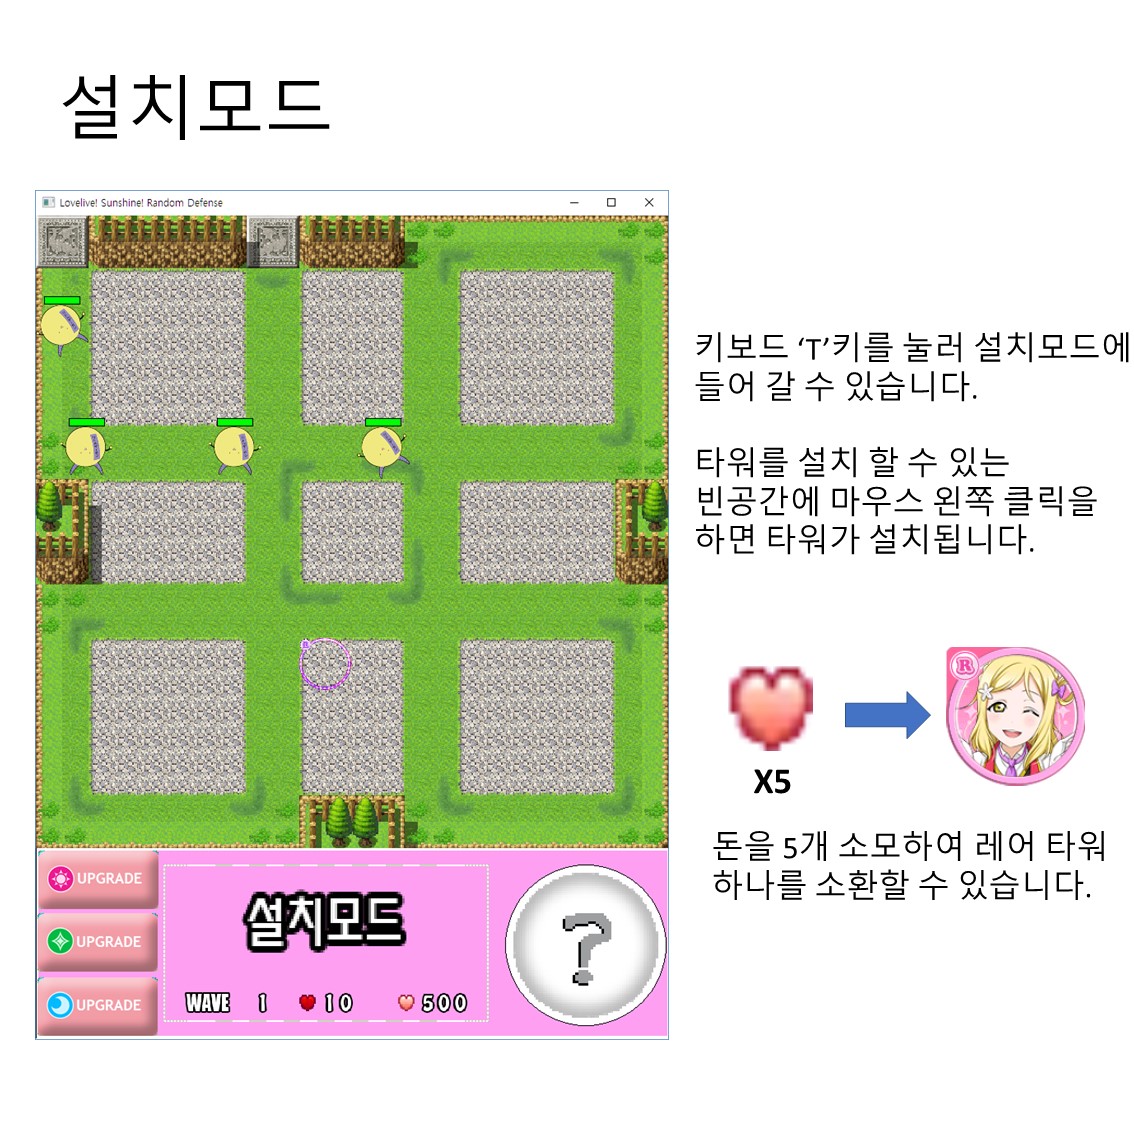 설치모드
Lovelive! Sunshine! Random Defense
키보드 ‘T’키를 눌러 설치모드에
들어 갈 수 있습니다.
타워를 설치 할 수 있는
빈공간에 마우스 왼쪽 클릭을
하면 타워가 설치됩니다.
R
X5
돈을 5개 소모하여 레어 타워
하나를 소환할 수 있습니다.
UPGRADE
UPGRADE
UPGRADE
설치모드
WAVE 1 10 500
?